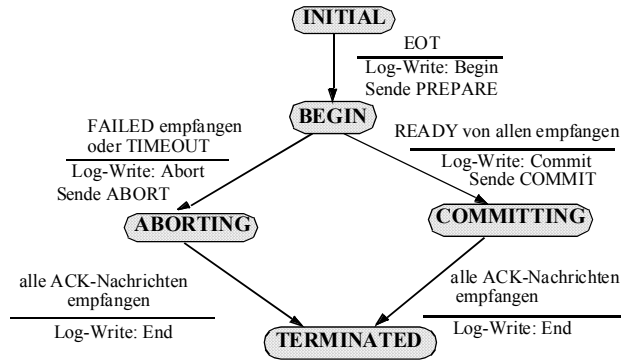 INITIAL
EOT
Log-Write: Begin
Sende PREPARE
BEGIN
FAILED empfangen
oder TIMEOUT
Log-Write: Abort
Sende ABORT
READY von allen empfangen
Log-Write: Commit
Sende COMMIT
ABORTING
COMMITTING
alle ACK-Nachrichten
empfangen
Log-Write: End
alle ACK-Nachrichten
empfangen
Log-Write: End
TERMINATED